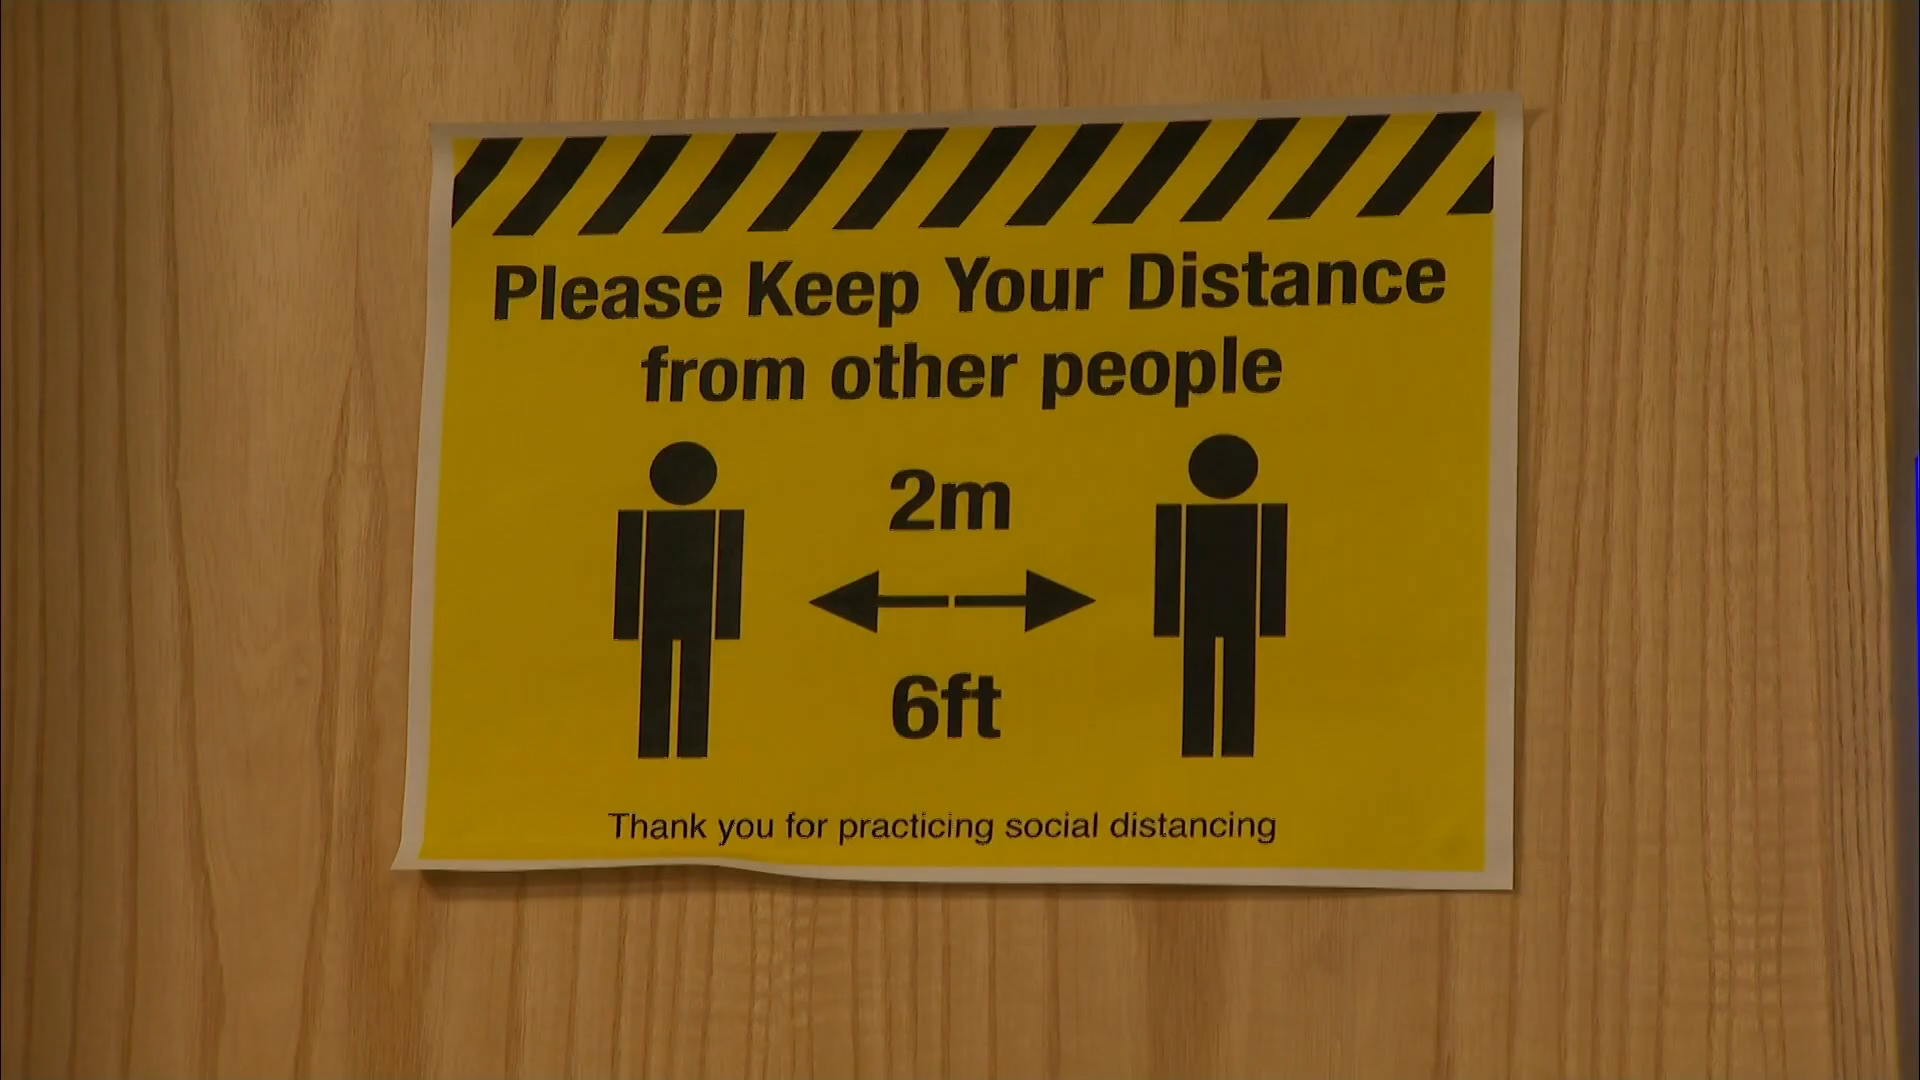 Please Keep Your Distance
from other people
2m
6ft
Thank you for practicing social distancing